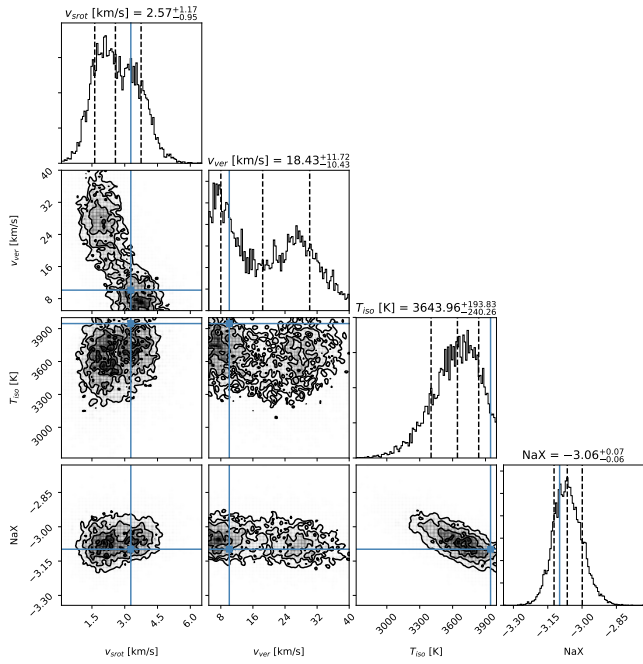 v_srot [km/s] = 2.57^{+1.17}_{-0.95}
v_ver [km/s] = 18.43^{+11.72}_{-10.43}
40
32
24
16
8
v_ver [km/s]
T_iso [K] = 3643.96^{+193.83}_{-240.26}
3900
3600
3300
3000
T_iso [K]
NaX = −3.06^{+0.07}_{-0.06}
−2.85
−3.00
−3.15
−3.30
NaX
1.5 3.0 4.5 6.0
8 16 24 32 40
3000 3300 3600 3900
−3.30 −3.15 −3.00 −2.85
v_srot [km/s] v_ver [km/s] T_iso [K] NaX